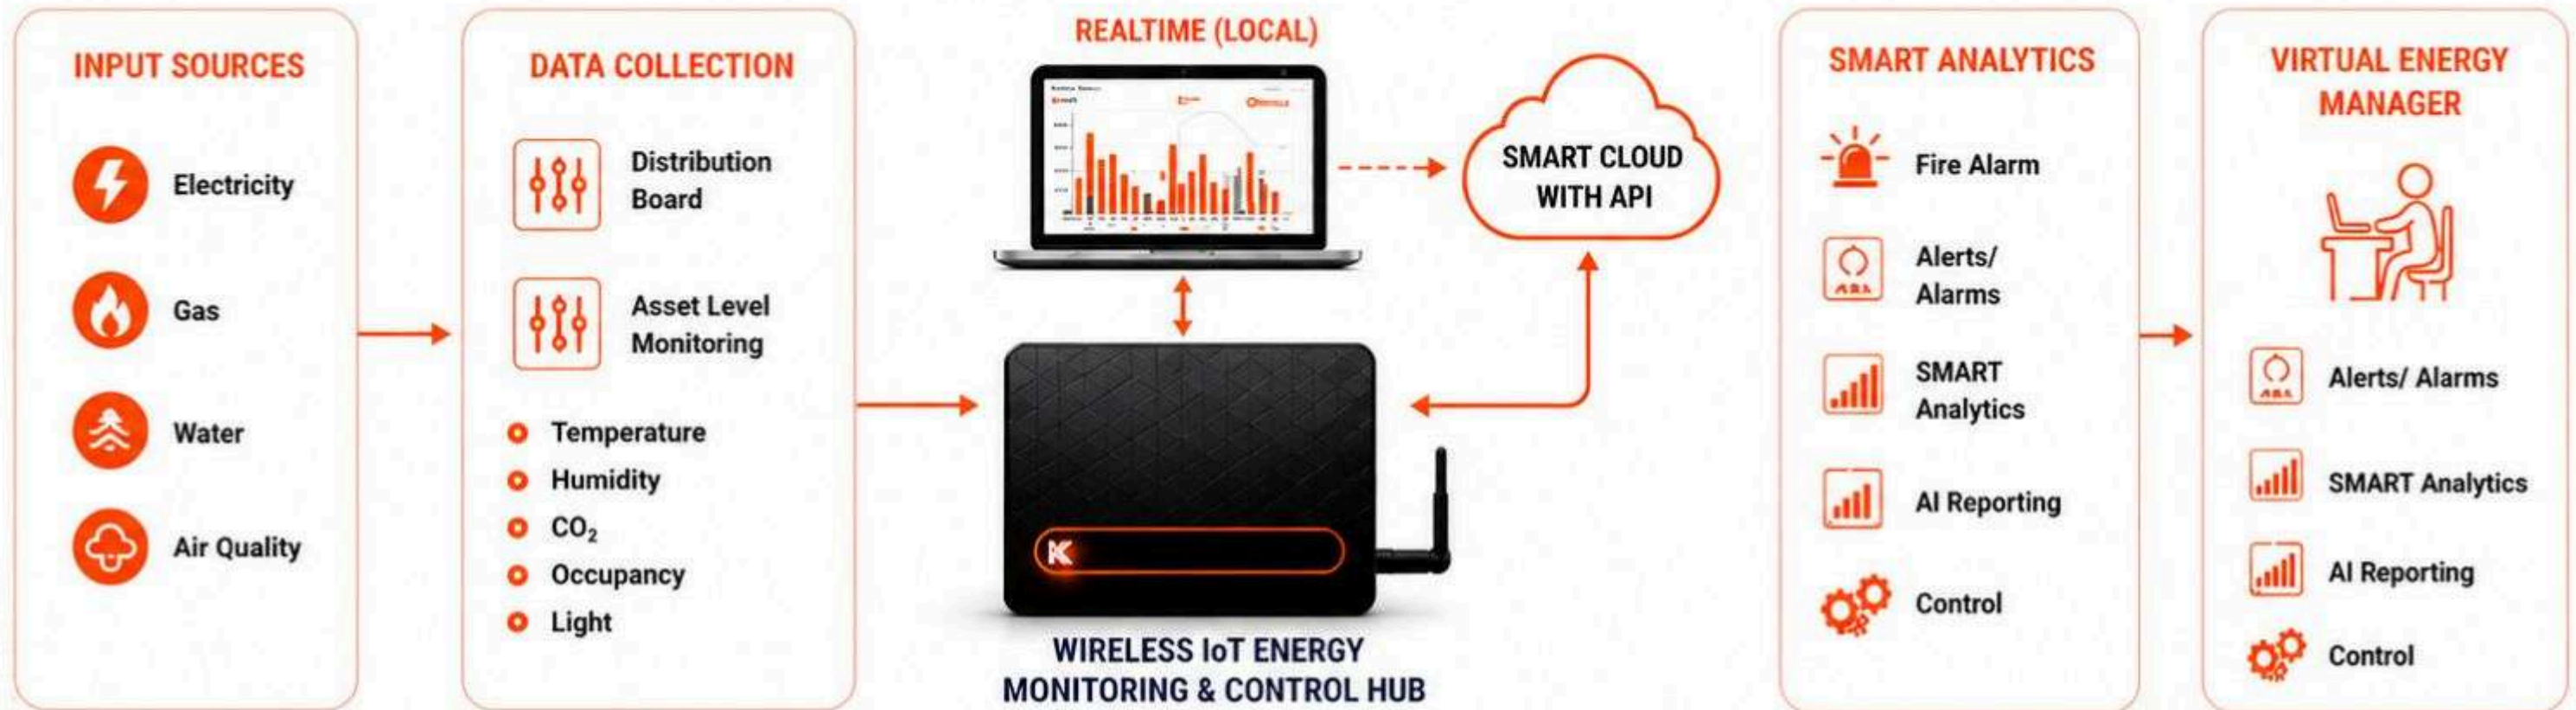 INPUT SOURCES
Electricity
Gas
Water
Air Quality
DATA COLLECTION
Distribution
Board
Asset Level
Monitoring
Temperature
Humidity
CO₂
Occupancy
Light
REALTIME (LOCAL)
SMART CLOUD
WITH API
K
WIRELESS IoT ENERGY
MONITORING & CONTROL HUB
SMART ANALYTICS
Fire Alarm
Alerts/
Alarms
SMART
Analytics
AI Reporting
Control
VIRTUAL ENERGY
MANAGER
Alerts/ Alarms
SMART Analytics
AI Reporting
Control